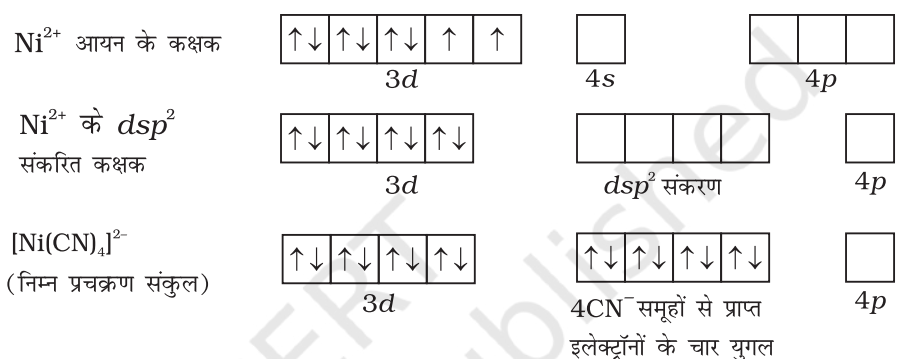 Ni²⁺ आयन के कक्षक
↑↓ ↑↓ ↑↓ ↑ ↑
3d 4s 4p
Ni²⁺ के dsp²
संकरित कक्षक
↑↓ ↑↓ ↑↓ ↑↓
3d dsp² संकरण 4p
[Ni(CN)₄]²⁻
(निम्न प्रचक्रण संकुल)
↑↓ ↑↓ ↑↓ ↑↓ ↑↓ ↑↓ ↑↓ ↑↓
3d 4CN⁻ समूहों से प्राप्त 4p
इलेक्ट्रॉनों के चार युगल